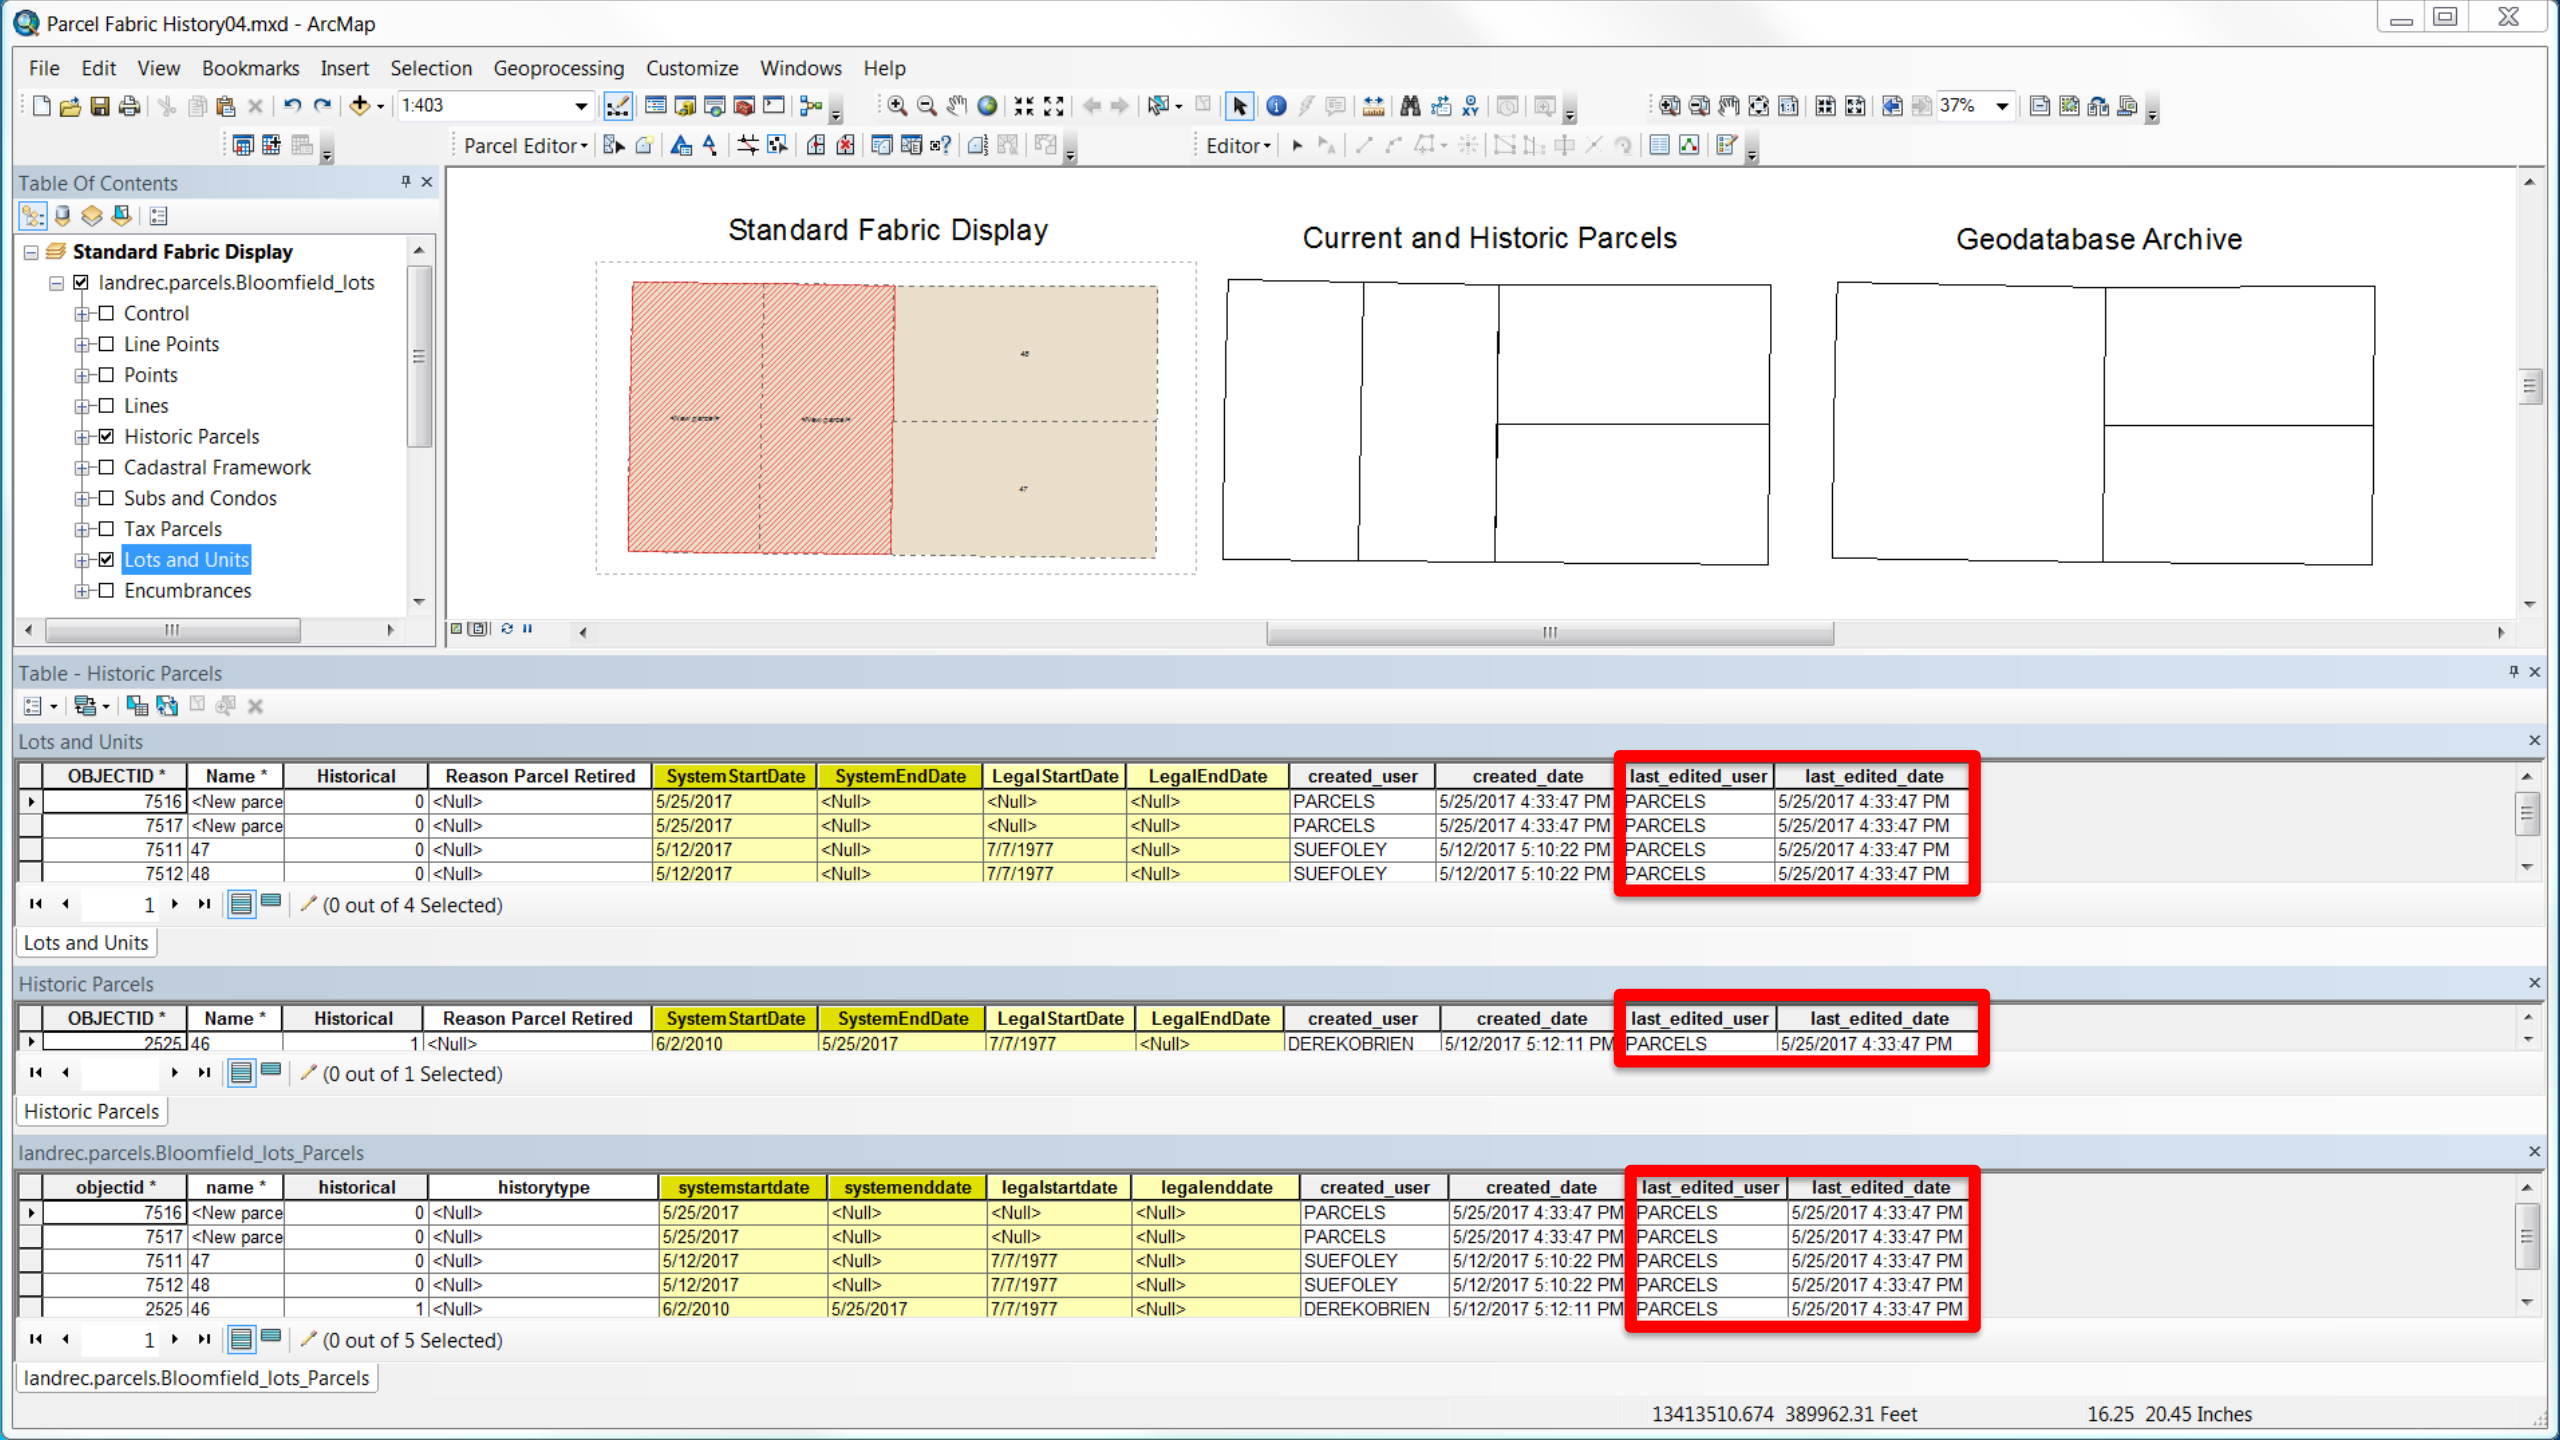 Parcel Fabric History04.mxd - ArcMap
File Edit View Bookmarks Insert Selection Geoprocessing Customize Windows Help
1:403
37%
Parcel Editor
Editor
Table Of Contents
Standard Fabric Display
landrec.parcels.Bloomfield_lots
Control
Line Points
Points
Lines
Historic Parcels
Cadastral Framework
Subs and Condos
Tax Parcels
Lots and Units
Encumbrances
Standard Fabric Display
Current and Historic Parcels
Geodatabase Archive
48
<New parcel> <New parcel>
47
Table - Historic Parcels
Lots and Units
OBJECTID * Name * Historical Reason Parcel Retired SystemStartDate SystemEndDate LegalStartDate LegalEndDate created_user created_date last_edited_user last_edited_date
7516 <New parce 0 <Null> 5/25/2017 <Null> <Null> <Null> PARCELS 5/25/2017 4:33:47 PM PARCELS 5/25/2017 4:33:47 PM
7517 <New parce 0 <Null> 5/25/2017 <Null> <Null> <Null> PARCELS 5/25/2017 4:33:47 PM PARCELS 5/25/2017 4:33:47 PM
7511 47 0 <Null> 5/12/2017 <Null> 7/7/1977 <Null> SUEFOLEY 5/12/2017 5:10:22 PM PARCELS 5/25/2017 4:33:47 PM
7512 48 0 <Null> 5/12/2017 <Null> 7/7/1977 <Null> SUEFOLEY 5/12/2017 5:10:22 PM PARCELS 5/25/2017 4:33:47 PM
1 (0 out of 4 Selected)
Lots and Units
Historic Parcels
OBJECTID * Name * Historical Reason Parcel Retired SystemStartDate SystemEndDate LegalStartDate LegalEndDate created_user created_date last_edited_user last_edited_date
2525 46 1 <Null> 6/2/2010 5/25/2017 7/7/1977 <Null> DEREKOBRIEN 5/12/2017 5:12:11 PM PARCELS 5/25/2017 4:33:47 PM
(0 out of 1 Selected)
Historic Parcels
landrec.parcels.Bloomfield_lots_Parcels
objectid * name * historical historytype systemstartdate systemenddate legalstartdate legalenddate created_user created_date last_edited_user last_edited_date
7516 <New parce 0 <Null> 5/25/2017 <Null> <Null> <Null> PARCELS 5/25/2017 4:33:47 PM PARCELS 5/25/2017 4:33:47 PM
7517 <New parce 0 <Null> 5/25/2017 <Null> <Null> <Null> PARCELS 5/25/2017 4:33:47 PM PARCELS 5/25/2017 4:33:47 PM
7511 47 0 <Null> 5/12/2017 <Null> 7/7/1977 <Null> SUEFOLEY 5/12/2017 5:10:22 PM PARCELS 5/25/2017 4:33:47 PM
7512 48 0 <Null> 5/12/2017 <Null> 7/7/1977 <Null> SUEFOLEY 5/12/2017 5:10:22 PM PARCELS 5/25/2017 4:33:47 PM
2525 46 1 <Null> 6/2/2010 5/25/2017 7/7/1977 <Null> DEREKOBRIEN 5/12/2017 5:12:11 PM PARCELS 5/25/2017 4:33:47 PM
1 (0 out of 5 Selected)
landrec.parcels.Bloomfield_lots_Parcels
13413510.674 389962.31 Feet 16.25 20.45 Inches